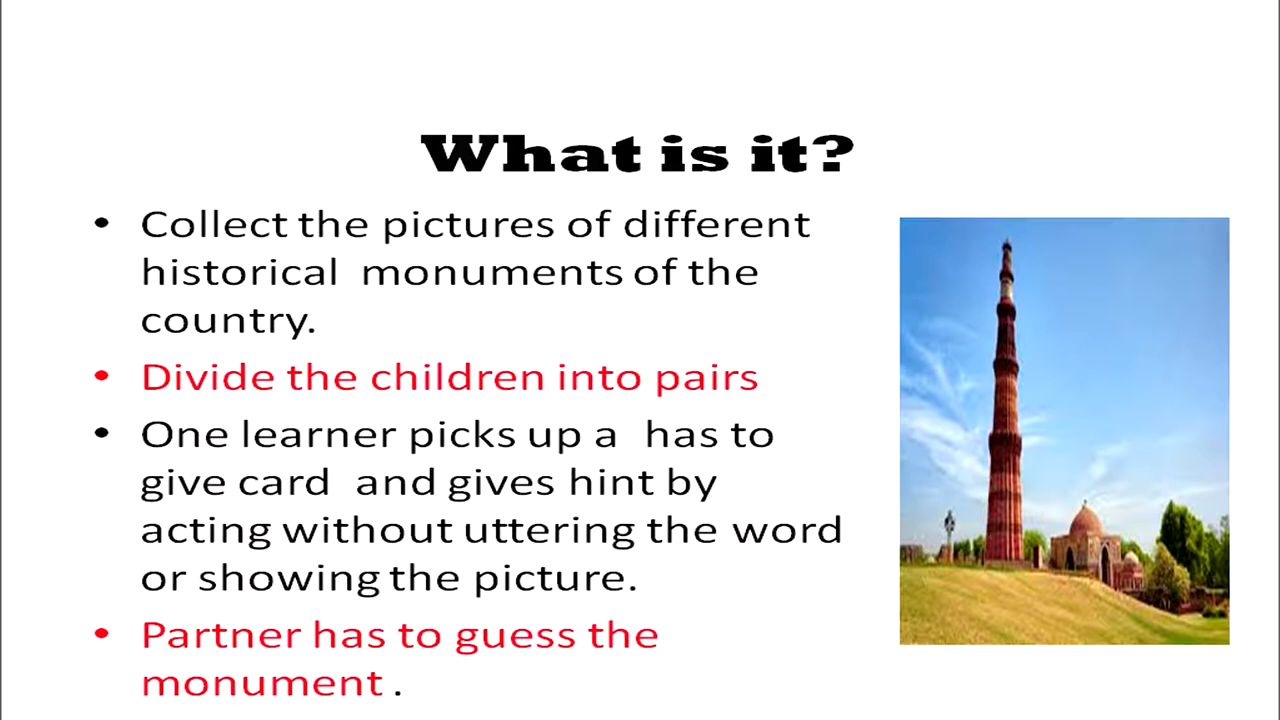 What is it?
• Collect the pictures of different
historical monuments of the
country.
• Divide the children into pairs
• One learner picks up a has to
give card and gives hint by
acting without uttering the word
or showing the picture.
• Partner has to guess the
monument .